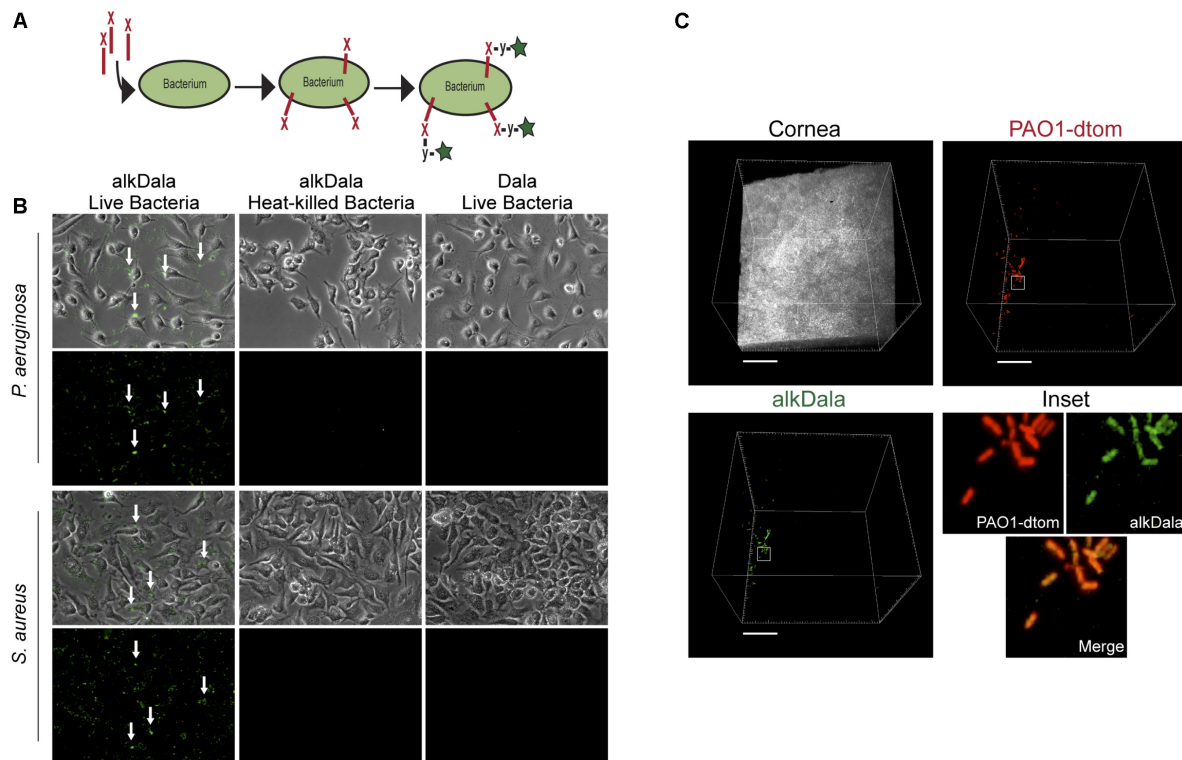 A
X
X
X
Bacterium
Bacterium
X
X
X
Bacterium
X-y-
X-y-
X
y-
B
alkDala
Live Bacteria
alkDala
Heat-killed Bacteria
Dala
Live Bacteria
P. aeruginosa
S. aureus
C
Cornea
PAO1-dtom
alkDala
Inset
PAO1-dtom
alkDala
Merge